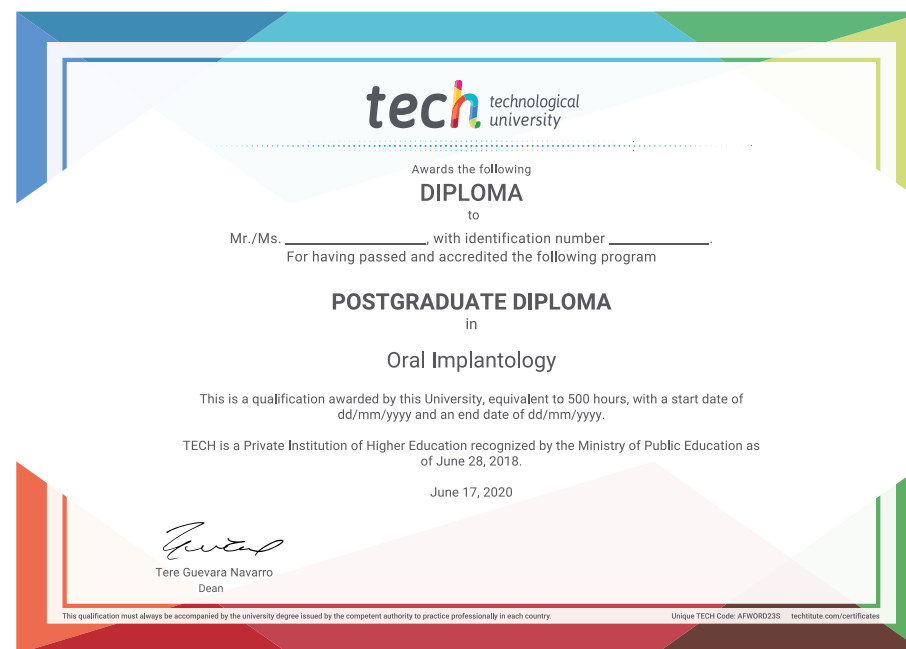 tech technological
university
Awards the following
DIPLOMA
to
Mr./Ms. ____________________, with identification number ______________.
For having passed and accredited the following program
POSTGRADUATE DIPLOMA
in
Oral Implantology
This is a qualification awarded by this University, equivalent to 500 hours, with a start date of
dd/mm/yyyy and an end date of dd/mm/yyyy.
TECH is a Private Institution of Higher Education recognized by the Ministry of Public Education as
of June 28, 2018.
June 17, 2020
Tere Guevara Navarro
Dean
This qualification must always be accompanied by the university degree issued by the competent authority to practice professionally in each country. Unique TECH Code: AFWORD23S techtitute.com/certificates